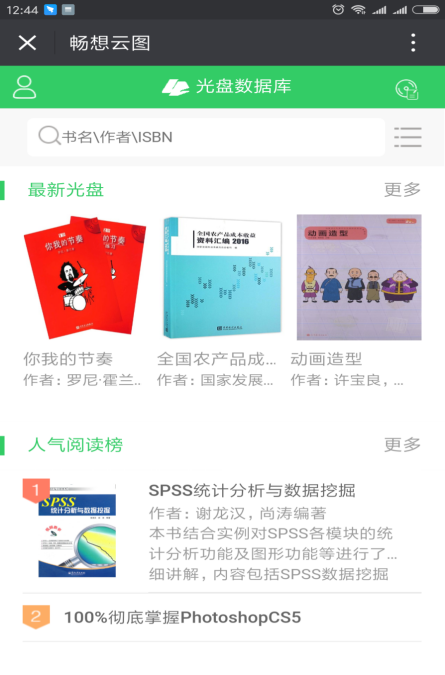 12:44
畅想云图
光盘数据库
书名\作者\ISBN
最新光盘
更多
你我的节奏
你我的节奏
全国农产品成本收益
资料汇编 2016
动画造型
你我的节奏
全国农产品成...
动画造型
作者: 罗尼·霍兰..
作者: 国家发展...
作者: 许宝良, ...
人气阅读榜
更多
1
SPSS
统计分析与数据挖掘
SPSS统计分析与数据挖掘
作者: 谢龙汉, 尚涛编著
本书结合实例对SPSS各模块的统
计分析功能及图形功能等进行了...
细讲解, 内容包括SPSS数据挖掘
2
100%彻底掌握PhotoshopCS5